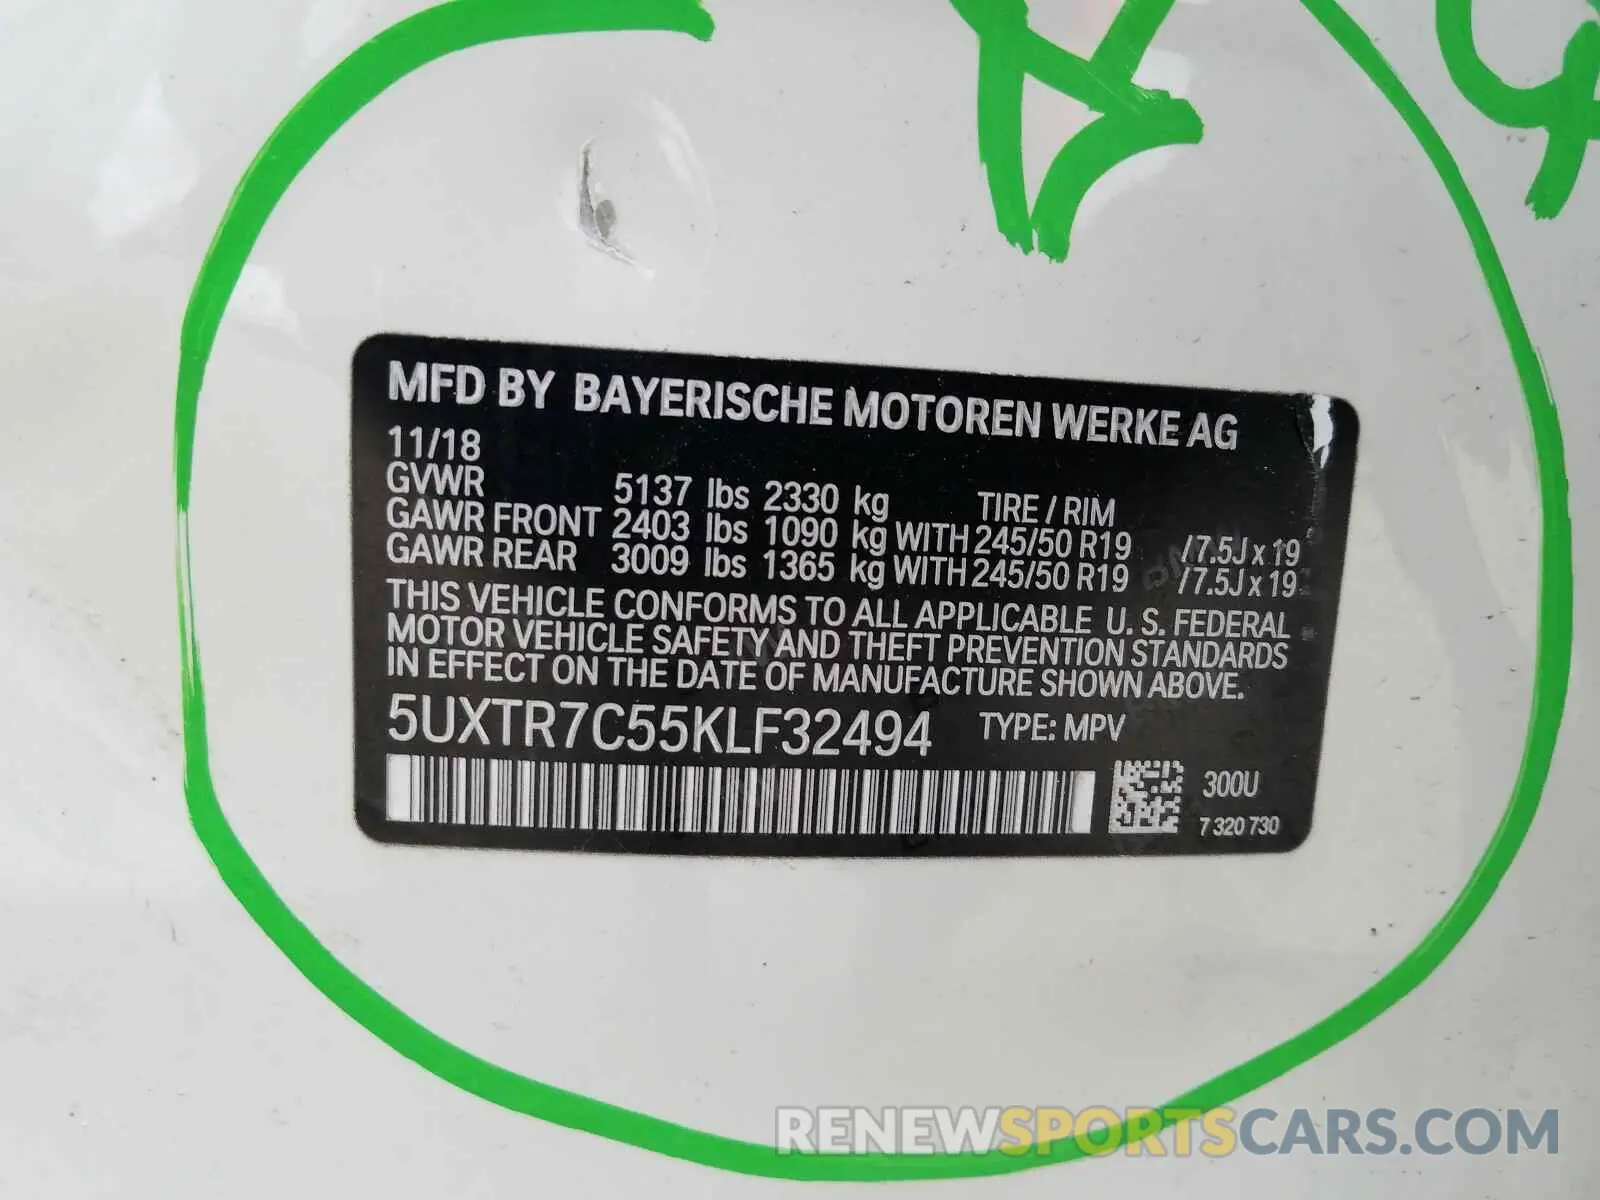 MFD BY BAYERISCHE MOTOREN WERKE AG
11/18
GVWR 5137 lbs 2330 kg TIRE / RIM
GAWR FRONT 2403 lbs 1090 kg WITH 245/50 R19 /7.5J x 19
GAWR REAR 3009 lbs 1365 kg WITH 245/50 R19 /7.5J x 19
THIS VEHICLE CONFORMS TO ALL APPLICABLE U. S. FEDERAL
MOTOR VEHICLE SAFETY AND THEFT PREVENTION STANDARDS
IN EFFECT ON THE DATE OF MANUFACTURE SHOWN ABOVE.
5UXTR7C55KLF32494 TYPE: MPV
300U
7 320 730
RENEWSPORTSCARS.COM